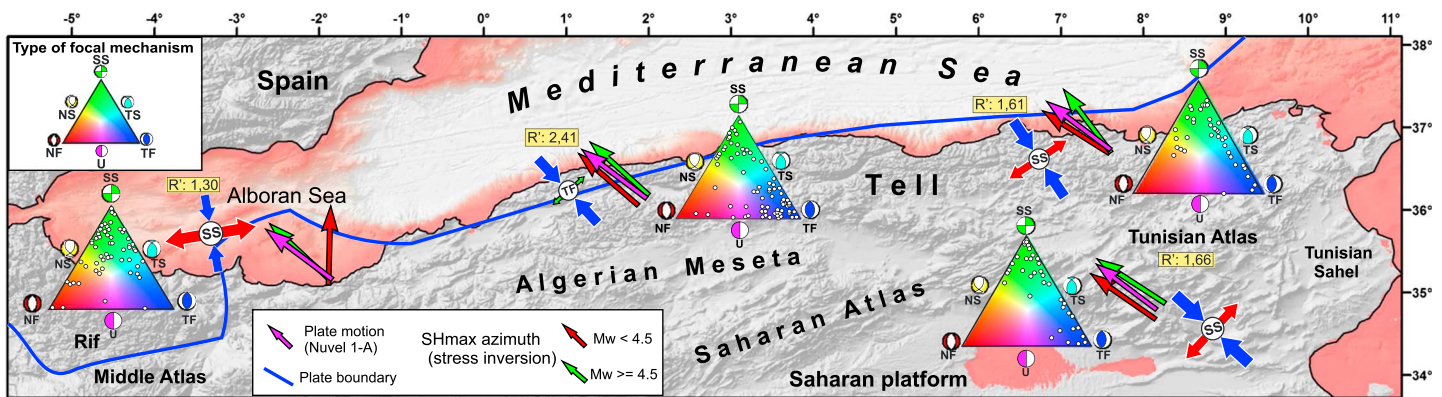 -5° -4° -3° -2° -1° 0° 1° 2° 3° 4° 5° 6° 7° 8° 9° 10° 11°
38°
37°
36°
35°
34°
Type of focal mechanism
SS
NS
TS
NF
TF
U
Spain
Mediterranean Sea
R': 2,41
TF
SS
NS
TS
NF
TF
U
R': 1,61
SS
SS
NS
TS
NF
TF
U
Tell
R': 1,30
Alboran Sea
SS
SS
NS
TS
NF
TF
U
Rif
Middle Atlas
Algerian Meseta
Saharan Atlas
Tunisian Atlas
R': 1,66
SS
Tunisian
Sahel
SS
NS
TS
NF
TF
U
Saharan platform
Plate motion
(Nuvel 1-A)
Plate boundary
SHmax azimuth
(stress inversion)
Mw < 4.5
Mw >= 4.5